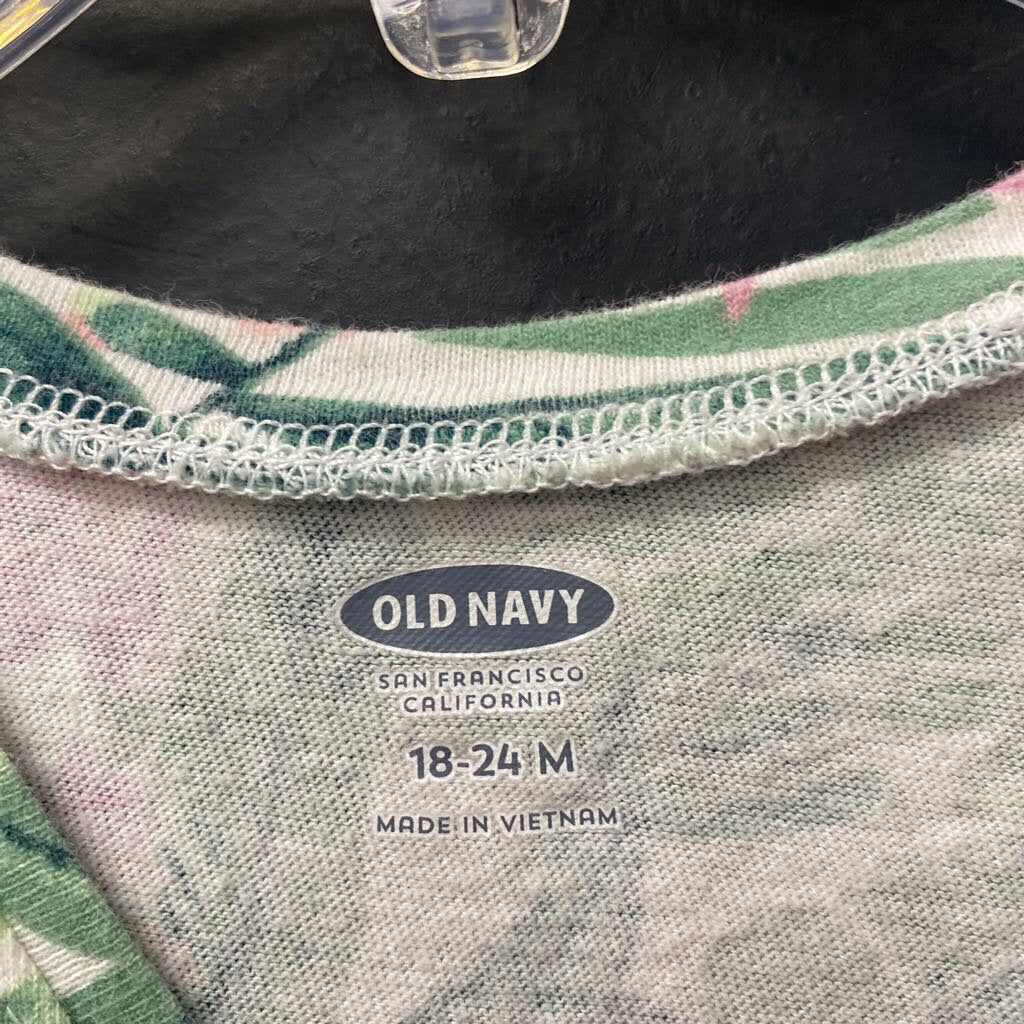 OLD NAVY
SAN FRANCISCO
CALIFORNIA
18-24 M
MADE IN VIETNAM